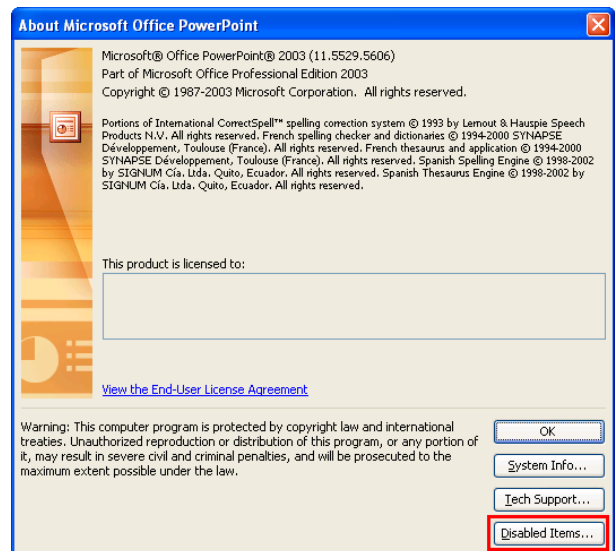 About Microsoft Office PowerPoint
Microsoft® Office PowerPoint® 2003 (11.5529.5606)
Part of Microsoft Office Professional Edition 2003
Copyright © 1987-2003 Microsoft Corporation.  All rights reserved.
Portions of International CorrectSpell™ spelling correction system © 1993 by Lernout & Hauspie Speech
Products N.V. All rights reserved. French spelling checker and dictionaries © 1994-2000 SYNAPSE
Développement, Toulouse (France). All rights reserved. French thesaurus and application © 1994-2000
SYNAPSE Développement, Toulouse (France). All rights reserved. Spanish Spelling Engine © 1998-2002
by SIGNUM Cía. Ltda. Quito, Ecuador. All rights reserved. Spanish Thesaurus Engine © 1998-2002 by
SIGNUM Cía. Ltda. Quito, Ecuador. All rights reserved.
This product is licensed to:
View the End-User License Agreement
Warning: This computer program is protected by copyright law and international
treaties. Unauthorized reproduction or distribution of this program, or any portion of
it, may result in severe civil and criminal penalties, and will be prosecuted to the
maximum extent possible under the law.
OK
System Info...
Tech Support...
Disabled Items...